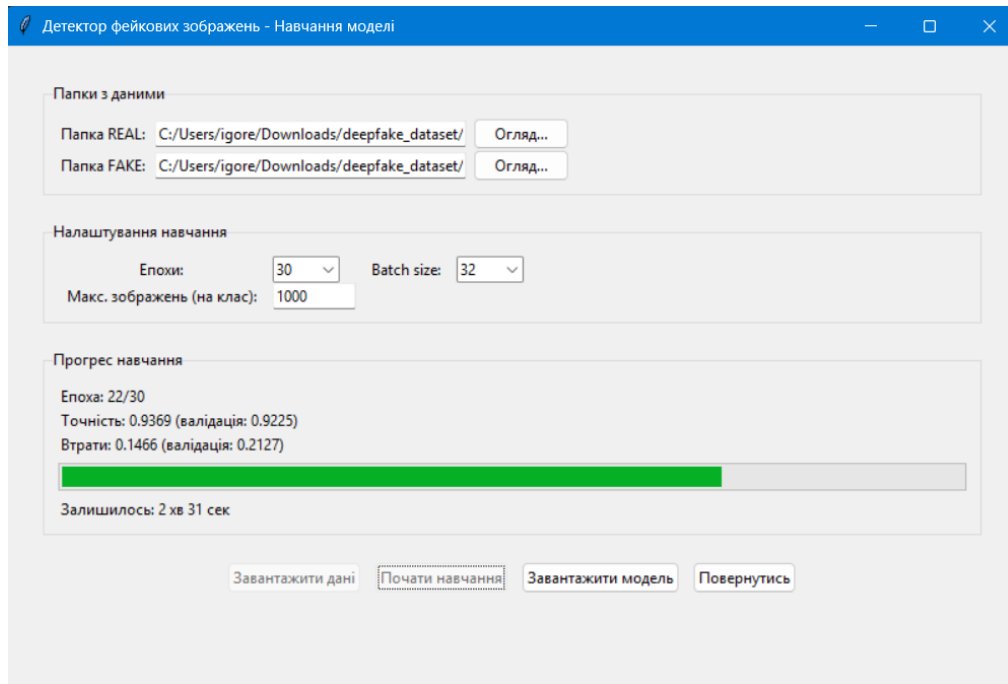 Детектор фейкових зображень - Навчання моделі
Папки з даними
Папка REAL: C:/Users/igore/Downloads/deepfake_dataset/ Огляд...
Папка FAKE: C:/Users/igore/Downloads/deepfake_dataset/ Огляд...
Налаштування навчання
Епохи: 30 Batch size: 32
Макс. зображень (на клас): 1000
Прогрес навчання
Епоха: 22/30
Точність: 0.9369 (валідація: 0.9225)
Втрати: 0.1466 (валідація: 0.2127)
Залишилось: 2 хв 31 сек
Завантажити дані Почати навчання Завантажити модель Повернутись